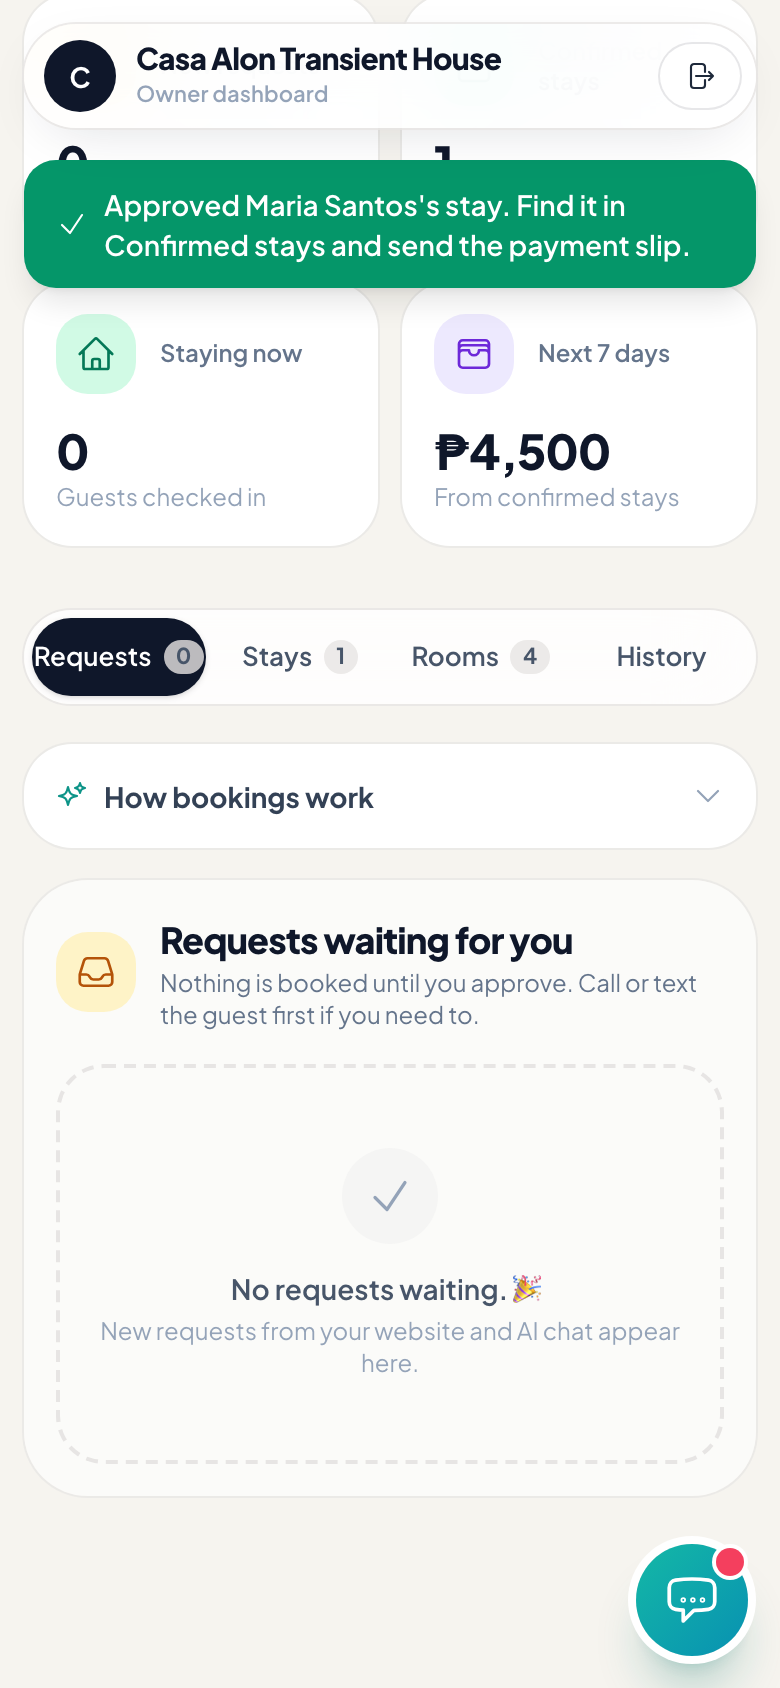 C
Casa Alon Transient House
Owner dashboard
stays
0
1
Approved Maria Santos's stay. Find it in
Confirmed stays and send the payment slip.
Staying now
Next 7 days
0
₱4,500
Guests checked in
From confirmed stays
Requests 0
Stays 1
Rooms 4
History
How bookings work
Requests waiting for you
Nothing is booked until you approve. Call or text
the guest first if you need to.
No requests waiting. 🎉
New requests from your website and AI chat appear
here.